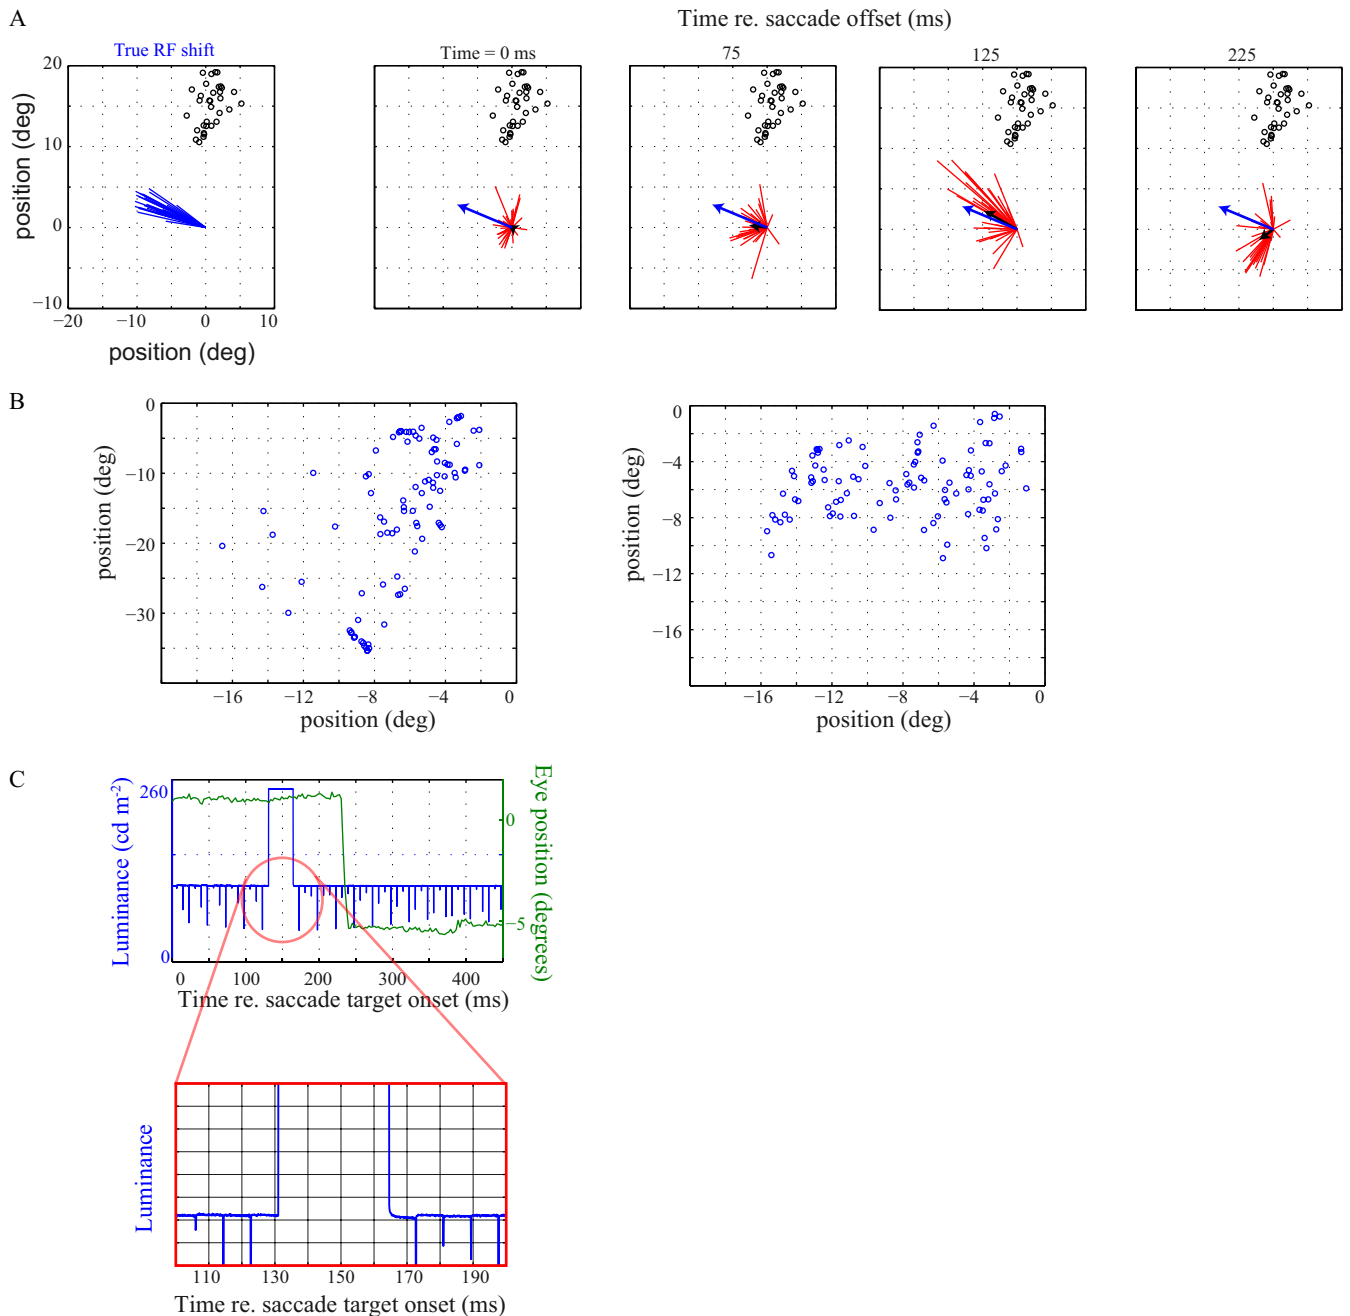 A
Time re. saccade offset (ms)
True RF shift
Time = 0 ms
75
125
225
20
10
0
−10
position (deg)
−20
−10
0
10
position (deg)
B
0
−10
−20
−30
position (deg)
−16
−12
−8
−4
0
position (deg)
0
−4
−8
−12
−16
position (deg)
−16
−12
−8
−4
0
position (deg)
C
260
0
Luminance (cd m-2)
0
−5
Eye position (degrees)
0
100
200
300
400
Time re. saccade target onset (ms)
Luminance
110
130
150
170
190
Time re. saccade target onset (ms)